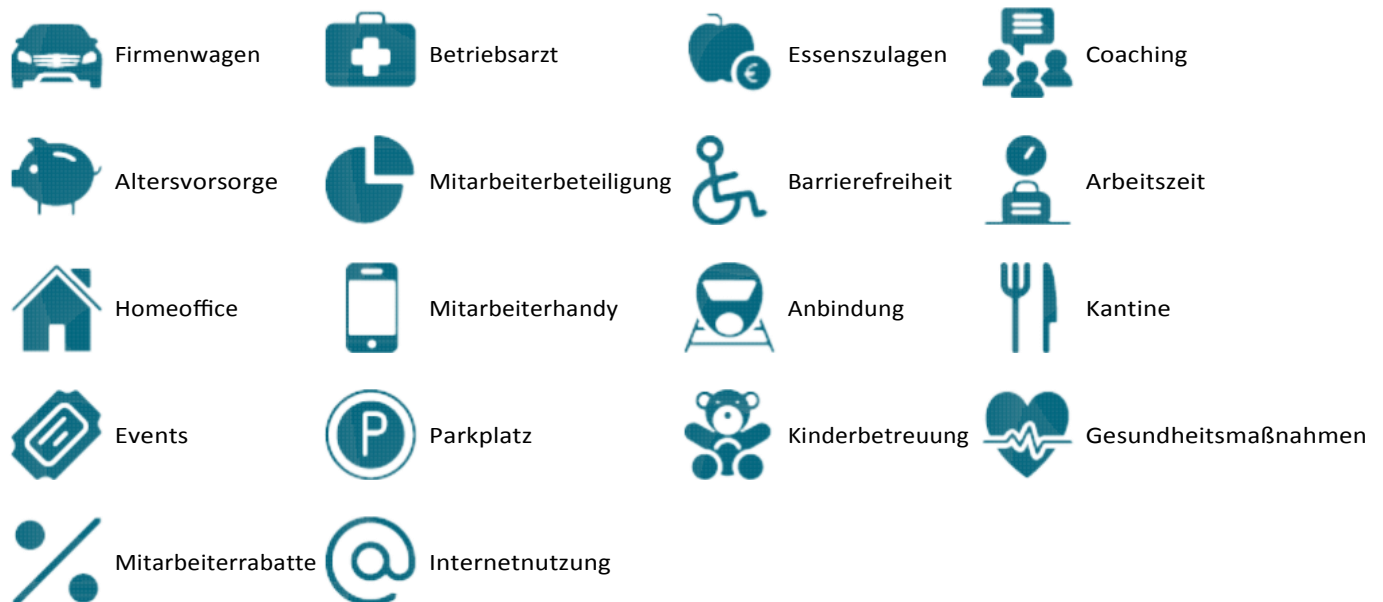 Firmenwagen Betriebsarzt Essenszulagen € Coaching
Altersvorsorge Mitarbeiterbeteiligung Barrierefreiheit Arbeitszeit
Homeoffice Mitarbeiterhandy Anbindung Kantine
Events P Parkplatz Kinderbetreuung Gesundheitsmaßnahmen
% Mitarbeiterrabatte @ Internetnutzung